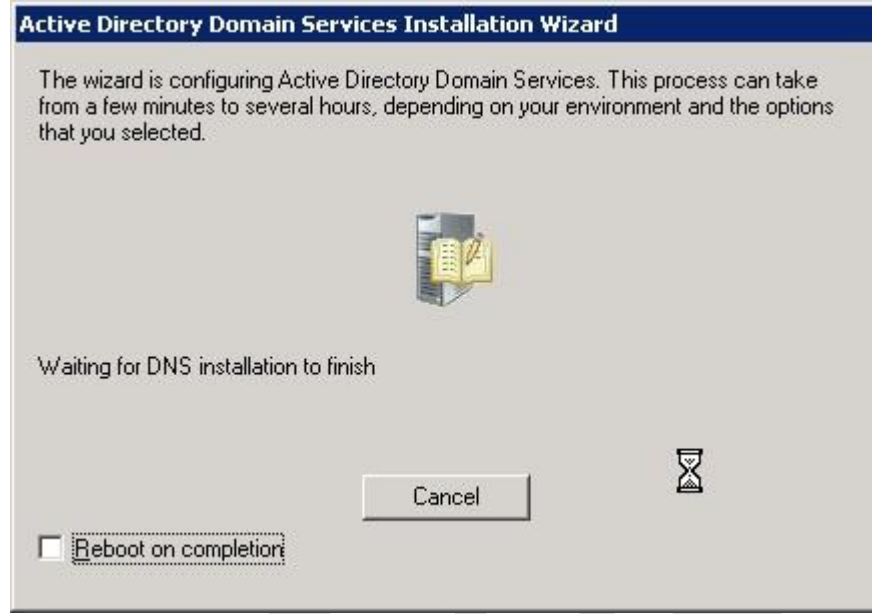 Active Directory Domain Services Installation Wizard
The wizard is configuring Active Directory Domain Services. This process can take
from a few minutes to several hours, depending on your environment and the options
that you selected.
Waiting for DNS installation to finish
Cancel
Reboot on completion